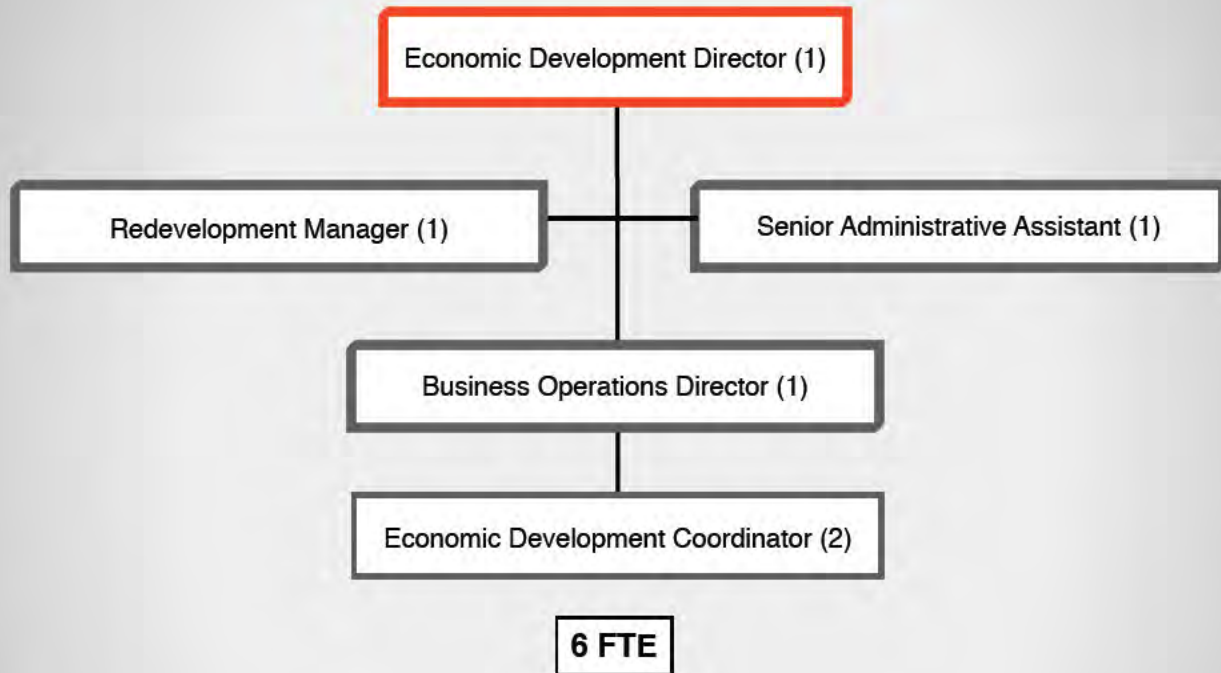 Economic Development Director (1)
Redevelopment Manager (1)
Senior Administrative Assistant (1)
Business Operations Director (1)
Economic Development Coordinator (2)
6 FTE